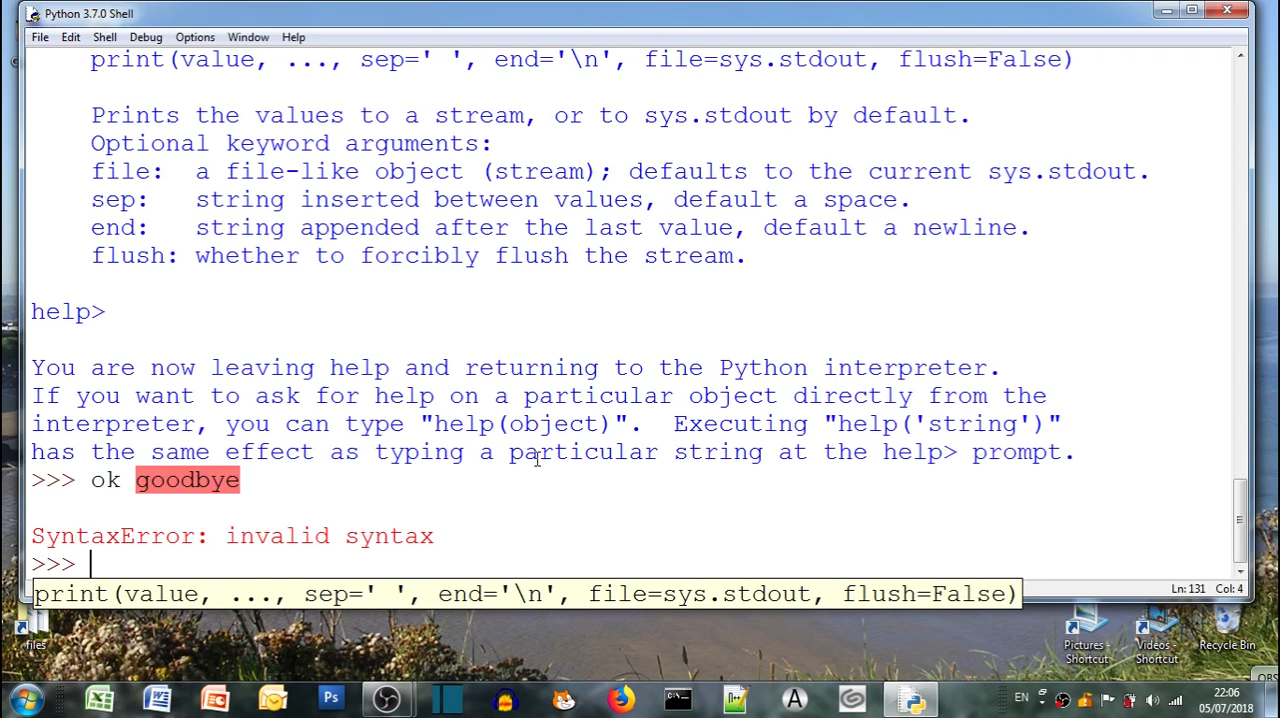 Python 3.7.0 Shell
File Edit Shell Debug Options Window Help
print(value, ..., sep=' ', end='\n', file=sys.stdout, flush=False)
Prints the values to a stream, or to sys.stdout by default.
Optional keyword arguments:
file: a file-like object (stream); defaults to the current sys.stdout.
sep: string inserted between values, default a space.
end: string appended after the last value, default a newline.
flush: whether to forcibly flush the stream.
help>
You are now leaving help and returning to the Python interpreter.
If you want to ask for help on a particular object directly from the
interpreter, you can type "help(object)". Executing "help('string')"
has the same effect as typing a particular string at the help> prompt.
>>> ok goodbye
SyntaxError: invalid syntax
>>>
print(value, ..., sep=' ', end='\n', file=sys.stdout, flush=False)
Ln: 131 Col: 4
files
Pictures - Shortcut
Videos - Shortcut
Recycle Bin
OBS
Ps
A
EN
22:06
05/07/2018